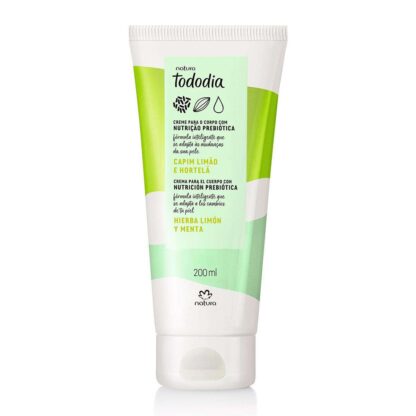 natura
tododia
CREME PARA O CORPO COM
NUTRIÇÃO PREBIÓTICA
fórmula inteligente que
se adapta às mudanças
da sua pele
CAPIM LIMÃO
E HORTELÃ
CREMA PARA EL CUERPO CON
NUTRICIÓN PREBIÓTICA
fórmula inteligente que
se adapta a los cambios
de tu piel
HIERBA LIMÓN
Y MENTA
200 ml
natura